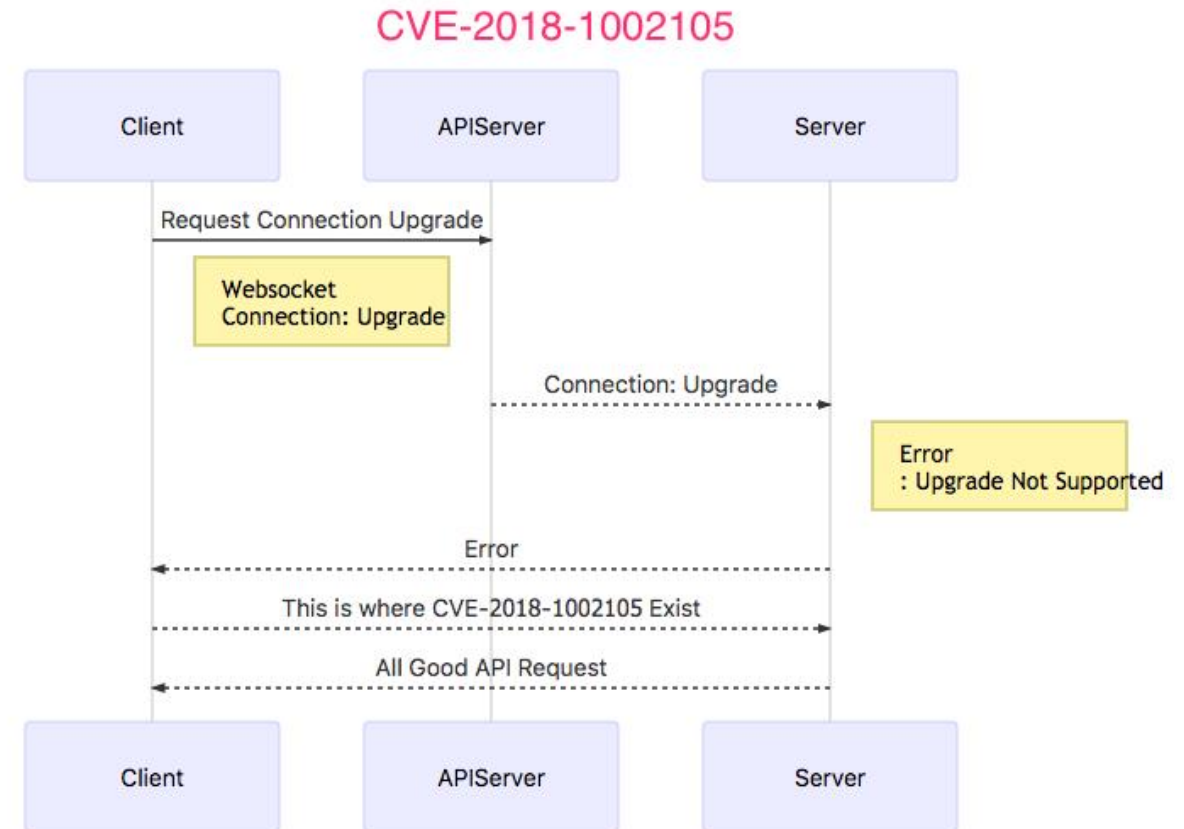 CVE-2018-1002105
Client
APIServer
Server
Request Connection Upgrade
Websocket
Connection: Upgrade
Connection: Upgrade
Error
: Upgrade Not Supported
Error
This is where CVE-2018-1002105 Exist
All Good API Request
Client
APIServer
Server